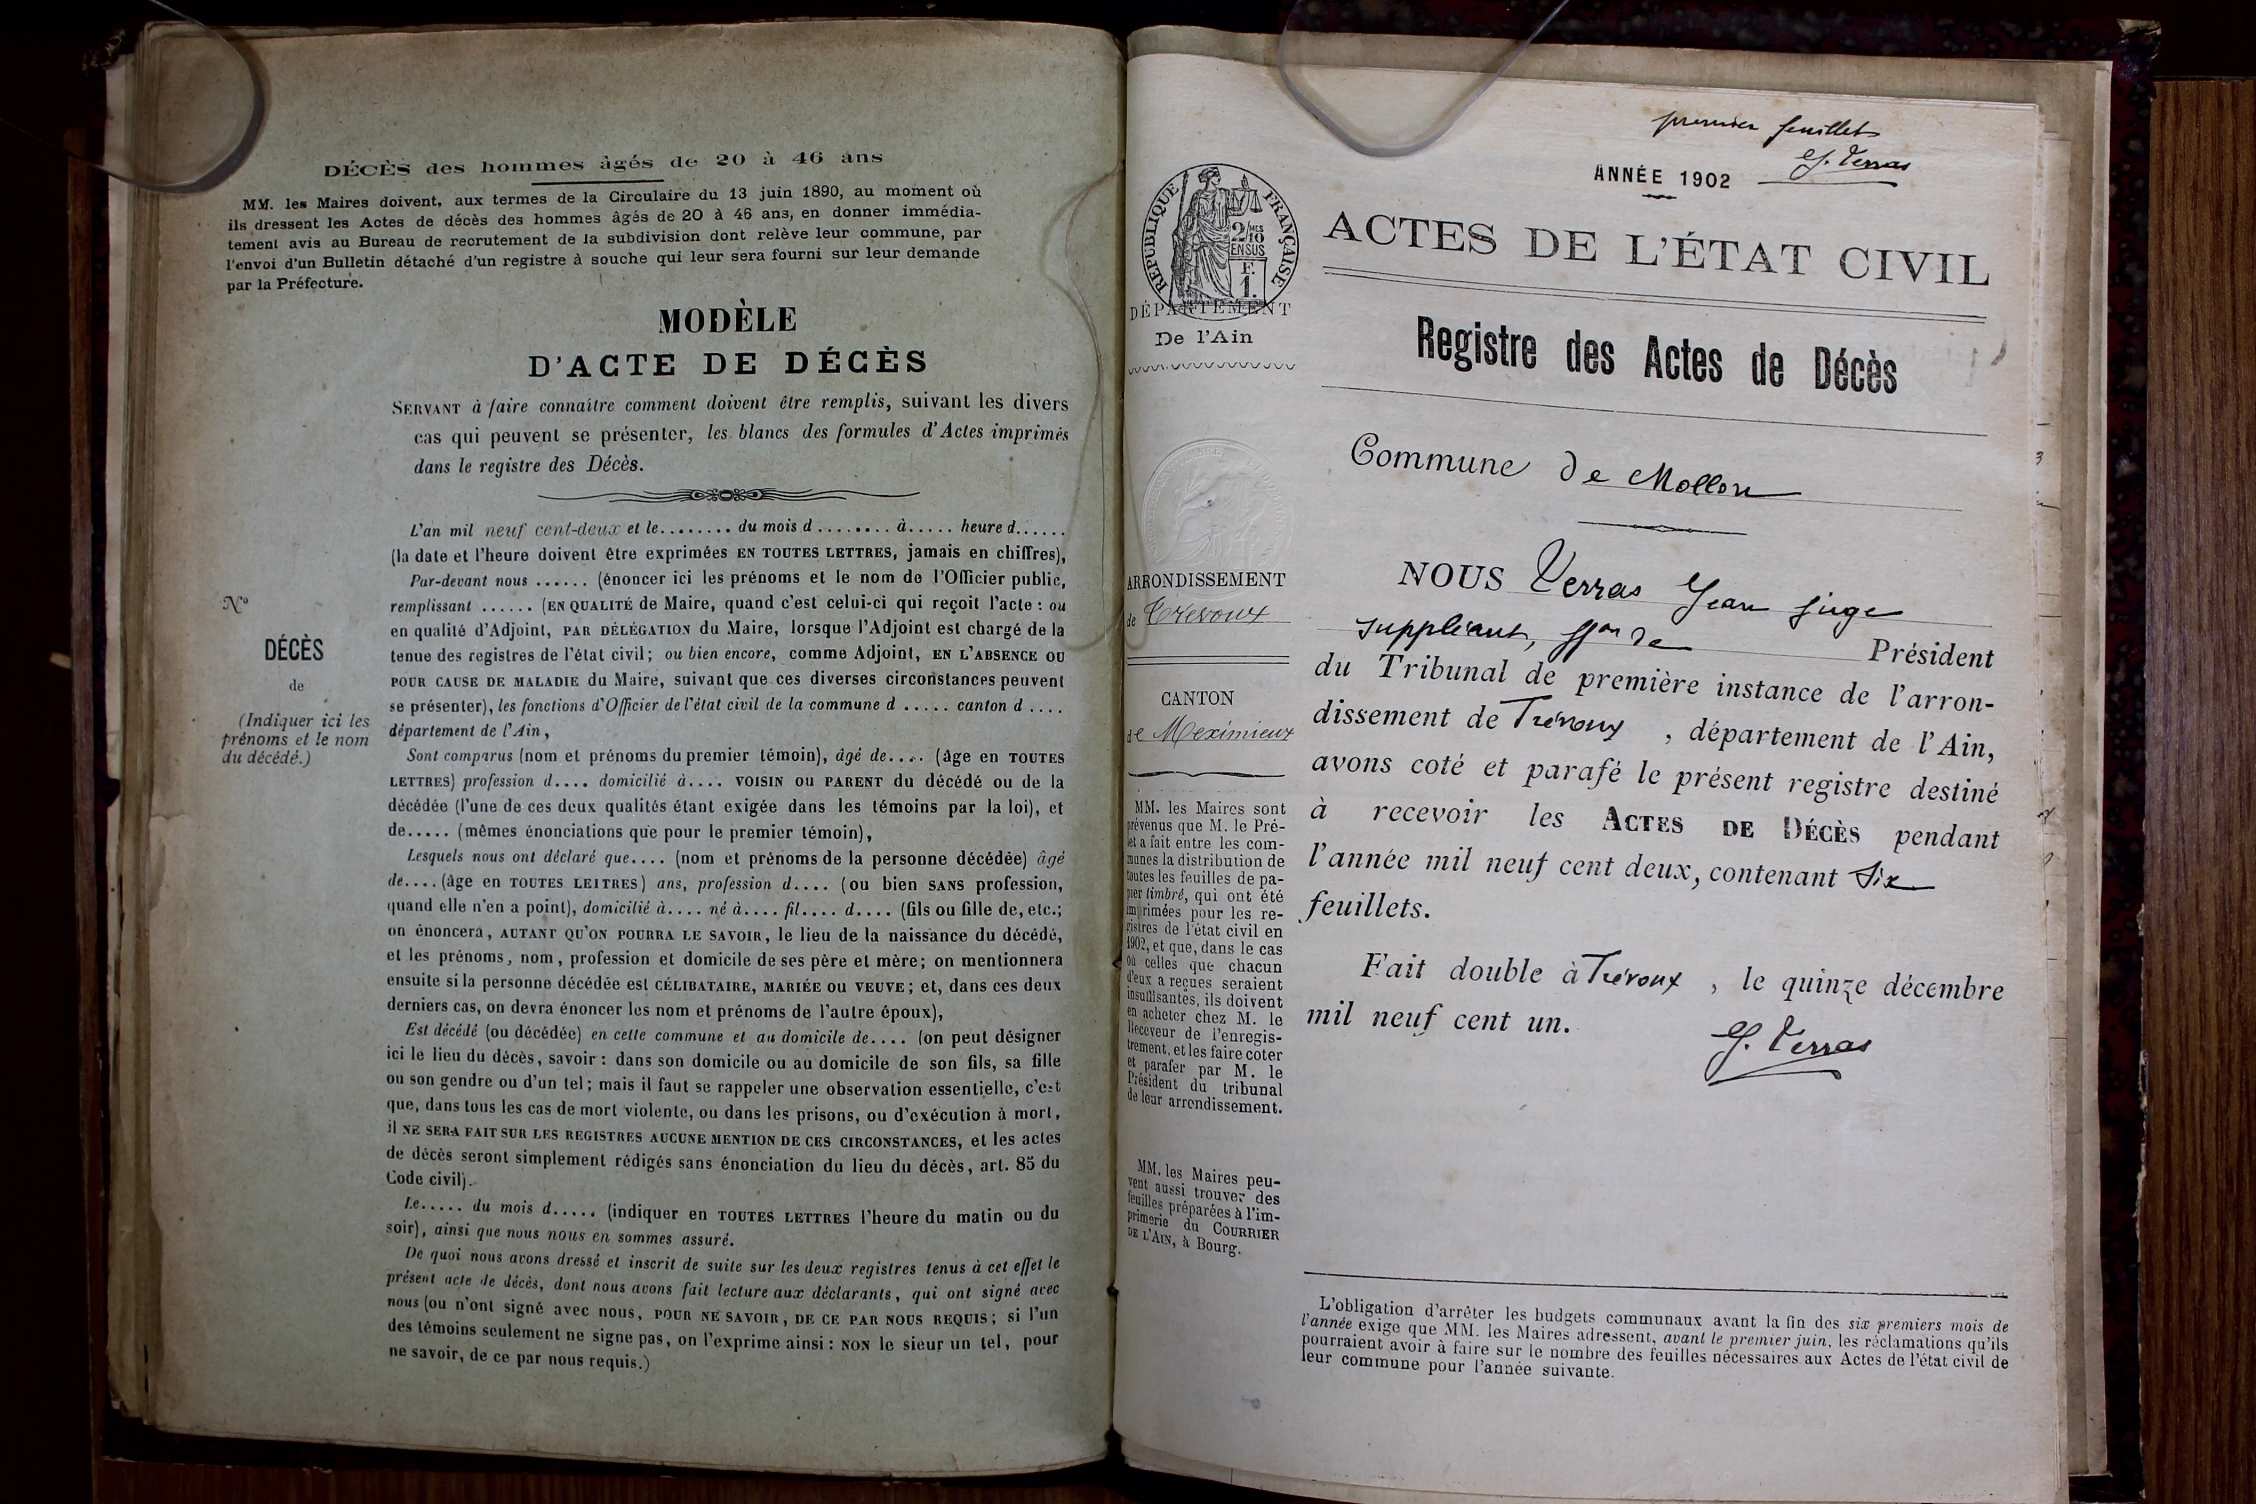 DÉCÈS des hommes âgés de 20 à 46 ans
MM. les Maires doivent, aux termes de la Circulaire du 13 juin 1890, au moment où
ils dressent les Actes de décès des hommes âgés de 20 à 46 ans, en donner immédia-
tement avis au Bureau de recrutement de la subdivision dont relève leur commune, par
l'envoi d'un Bulletin détaché d'un registre à souche qui leur sera fourni sur leur demande
par la Préfecture.
MODÈLE
D'ACTE DE DÉCÈS
SERVANT à faire connaître comment doivent être remplis, suivant les divers
cas qui peuvent se présenter, les blancs des formules d'Actes imprimés
dans le registre des Décès.
N°
DÉCÈS
de
(Indiquer ici les
prénoms et le nom
du décédé.)
L'an mil neuf cent-deux et le........ du mois d ........ à..... heure d......
(la date et l'heure doivent être exprimées EN TOUTES LETTRES, jamais en chiffres),
Par-devant nous ...... (énoncer ici les prénoms et le nom de l'Officier public,
remplissant ...... (EN QUALITÉ de Maire, quand c'est celui-ci qui reçoit l'acte : ou
en qualité d'Adjoint, PAR DÉLÉGATION du Maire, lorsque l'Adjoint est chargé de la
tenue des registres de l'état civil; ou bien encore, comme Adjoint, EN L'ABSENCE OU
POUR CAUSE DE MALADIE du Maire, suivant que ces diverses circonstances peuvent
se présenter), les fonctions d'Officier de l'état civil de la commune d ..... canton d ....
département de l'Ain,
Sont comparus (nom et prénoms du premier témoin), âgé de.... (âge en TOUTES
LETTRES) profession d.... domicilié à.... VOISIN OU PARENT du décédé ou de la
décédée (l'une de ces deux qualités étant exigée dans les témoins par la loi), et
de..... (mêmes énonciations que pour le premier témoin),
Lesquels nous ont déclaré que.... (nom et prénoms de la personne décédée) âgé
de.... (âge en TOUTES LETTRES) ans, profession d.... (ou bien SANS profession,
quand elle n'en a point), domicilié à.... né à.... fil.... d.... (fils ou fille de, etc.;
on énoncera, AUTANT QU'ON POURRA LE SAVOIR, le lieu de la naissance du décédé,
et les prénoms, nom, profession et domicile de ses père et mère; on mentionnera
ensuite si la personne décédée est CÉLIBATAIRE, MARIÉE OU VEUVE; et, dans ces deux
derniers cas, on devra énoncer les nom et prénoms de l'autre époux),
Est décédé (ou décédée) en cette commune et au domicile de.... (on peut désigner
ici le lieu du décès, savoir : dans son domicile ou au domicile de son fils, sa fille
ou son gendre ou d'un tel; mais il faut se rappeler une observation essentielle, c'est
que, dans tous les cas de mort violente, ou dans les prisons, ou d'exécution à mort,
il NE SERA FAIT SUR LES REGISTRES AUCUNE MENTION DE CES CIRCONSTANCES, et les actes
de décès seront simplement rédigés sans énonciation du lieu du décès, art. 85 du
Code civil).
Le..... du mois d..... (indiquer en TOUTES LETTRES l'heure du matin ou du
soir), ainsi que nous nous en sommes assuré.
De quoi nous avons dressé et inscrit de suite sur les deux registres tenus à cet effet le
présent acte de décès, dont nous avons fait lecture aux déclarants, qui ont signé avec
nous (ou n'ont signé avec nous, POUR NE SAVOIR, DE CE PAR NOUS REQUIS; si l'un
des témoins seulement ne signe pas, on l'exprime ainsi : NON le sieur un tel, pour
ne savoir, de ce par nous requis.)
premier feuillet
J. Verras
ANNÉE 1902
RÉPUBLIQUE FRANÇAISE
2/10 MES
EN SUS
F.
1.
DÉPARTEMENT
De l'Ain
ARRONDISSEMENT
de Trévoux
CANTON
de Meximieux
MM. les Maires sont
prévenus que M. le Pré-
fet a fait entre les com-
munes la distribution de
toutes les feuilles de pa-
pier timbré, qui ont été
imprimées pour les re-
gistres de l'état civil en
1902, et que, dans le cas
où celles que chacun
d'eux a reçues seraient
insuffisantes, ils doivent
en acheter chez M. le
Receveur de l'enregis-
trement, et les faire coter
et parafer par M. le
Président du tribunal
de leur arrondissement.
MM. les Maires peu-
vent aussi trouver des
feuilles préparées à l'im-
primerie du COURRIER
DE L'AIN, à Bourg.
ACTES DE L'ÉTAT CIVIL
Registre des Actes de Décès
Commune de Mollon
NOUS Verras Jean juge
suppléant, ffon de Président
du Tribunal de première instance de l'arron-
dissement de Trévoux , département de l'Ain,
avons coté et parafé le présent registre destiné
à recevoir les ACTES DE DÉCÈS pendant
l'année mil neuf cent deux, contenant Six
feuillets.
Fait double à Trévoux , le quinze décembre
mil neuf cent un.
J. Verras
L'obligation d'arrêter les budgets communaux avant la fin des six premiers mois de
l'année exige que MM. les Maires adressent, avant le premier juin, les réclamations qu'ils
pourraient avoir à faire sur le nombre des feuilles nécessaires aux Actes de l'état civil de
leur commune pour l'année suivante.